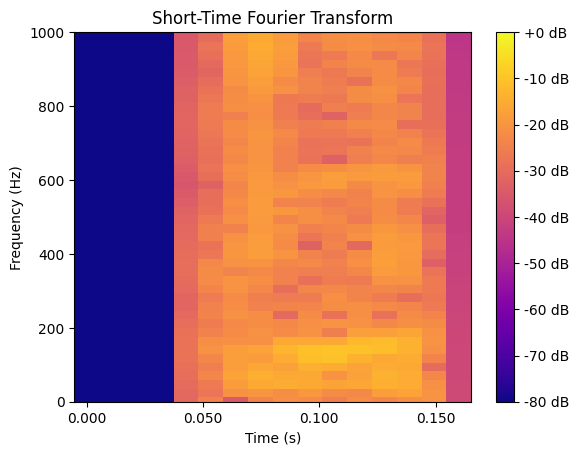 Short-Time Fourier Transform
1000
800
600
400
200
0
Frequency (Hz)
0.000
0.050
0.100
0.150
Time (s)
+0 dB
-10 dB
-20 dB
-30 dB
-40 dB
-50 dB
-60 dB
-70 dB
-80 dB